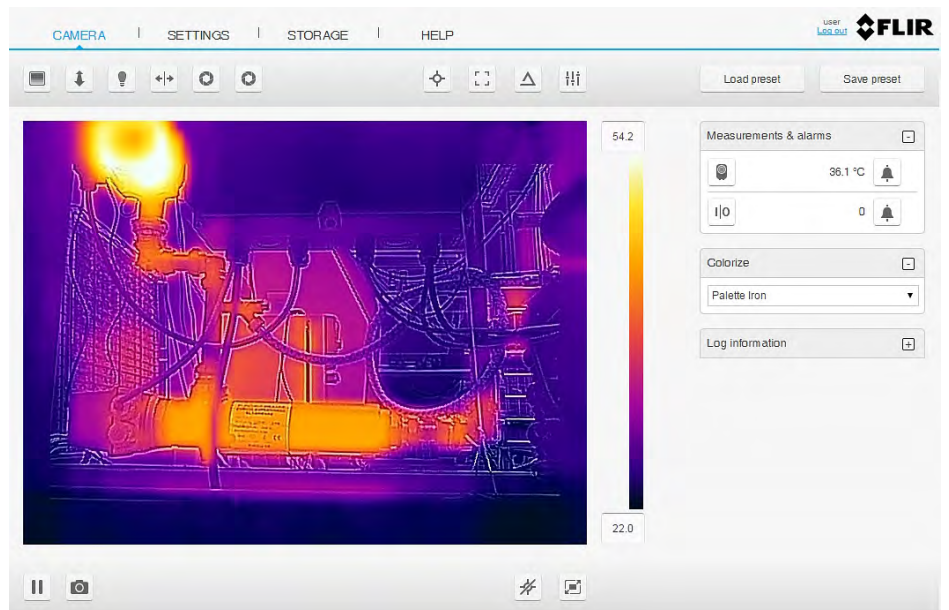 CAMERA | SETTINGS | STORAGE | HELP
user
Log out
FLIR
Load preset
Save preset
54.2
22.0
Measurements & alarms
36.1 °C
I|O
0
Colorize
Palette Iron
Log information